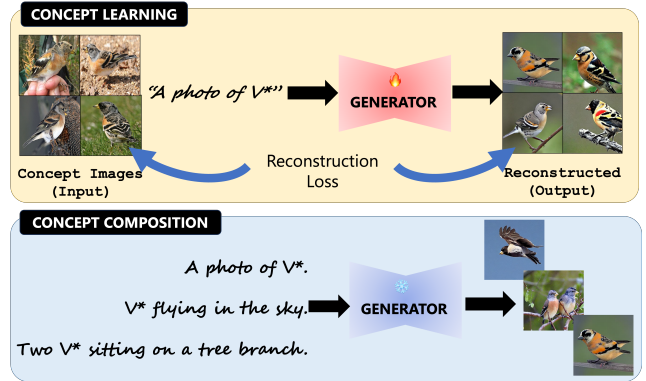 CONCEPT LEARNING
"A photo of V*"
GENERATOR
Concept Images
(Input)
Reconstruction
Loss
Reconstructed
(Output)
CONCEPT COMPOSITION
A photo of V*.
V* flying in the sky.
Two V* sitting on a tree branch.
GENERATOR